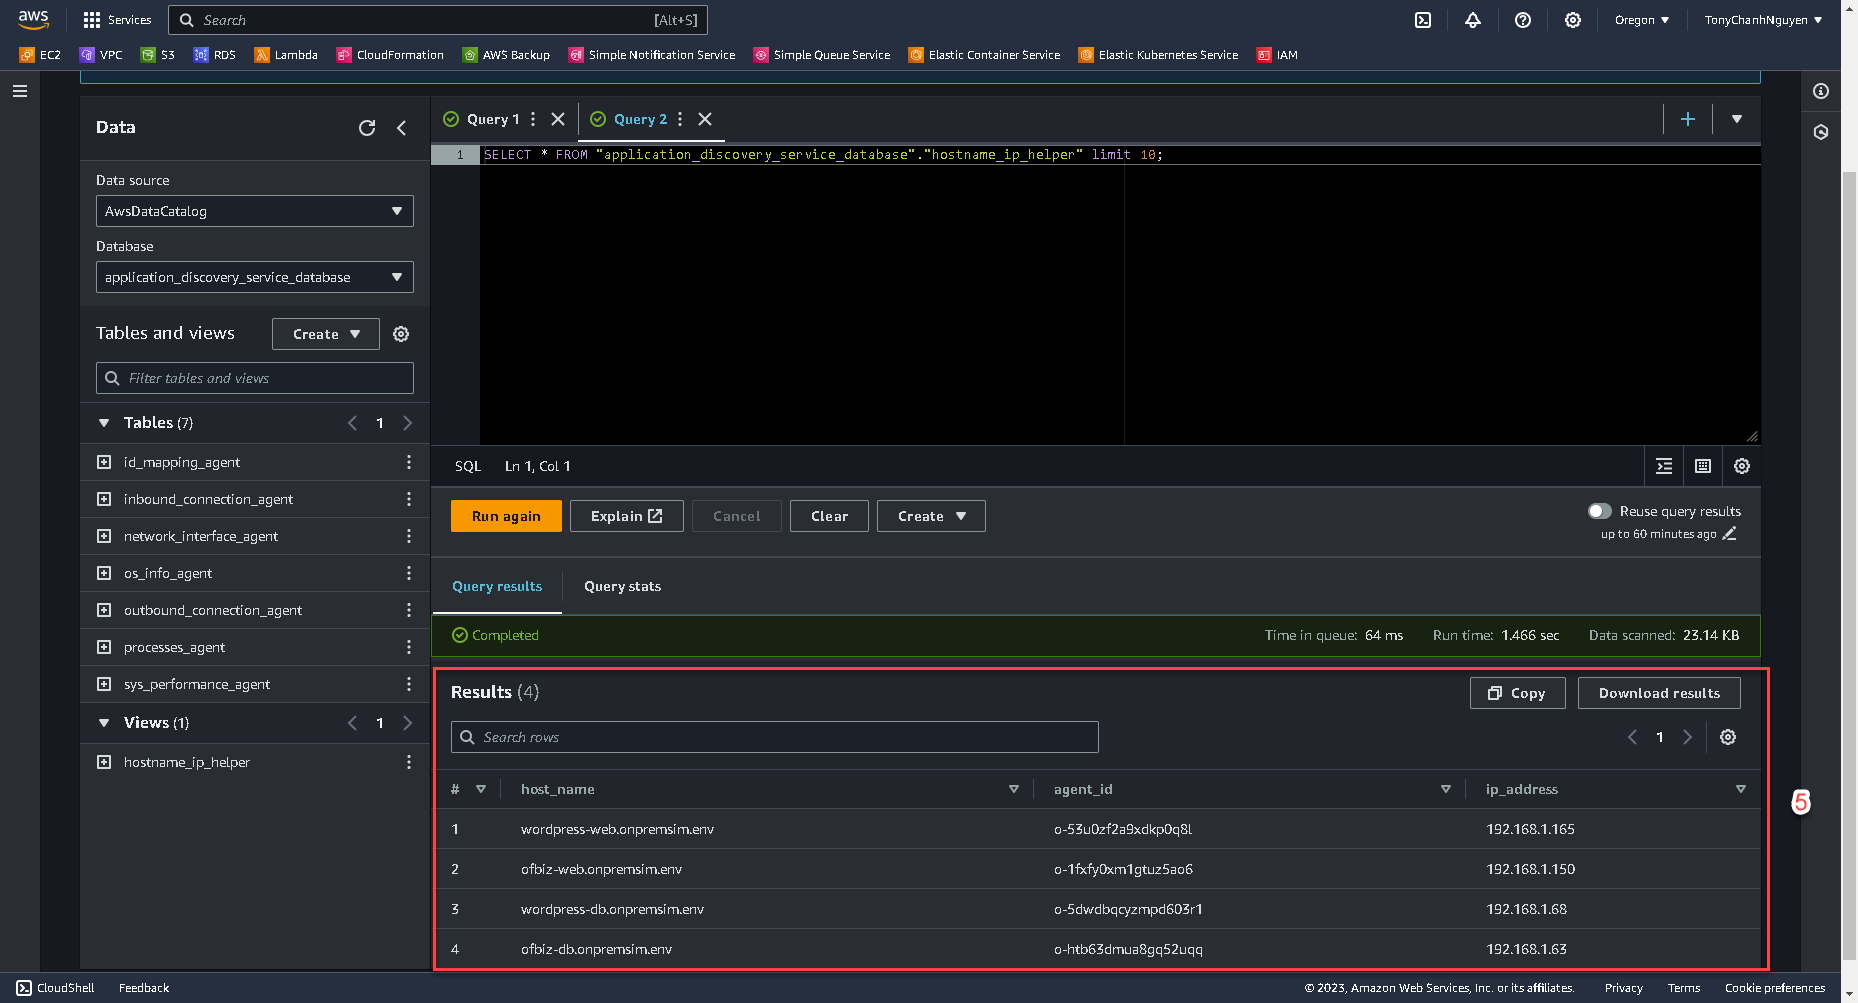 aws Services Search [Alt+S] Oregon TonyChanhNguyen
EC2 VPC S3 RDS Lambda CloudFormation AWS Backup Simple Notification Service Simple Queue Service Elastic Container Service Elastic Kubernetes Service IAM
Data
Data source
AwsDataCatalog
Database
application_discovery_service_database
Tables and views Create
Filter tables and views
Tables (7) 1
id_mapping_agent
inbound_connection_agent
network_interface_agent
os_info_agent
outbound_connection_agent
processes_agent
sys_performance_agent
Views (1) 1
hostname_ip_helper
Query 1 Query 2
1 SELECT * FROM "application_discovery_service_database"."hostname_ip_helper" limit 10;
SQL Ln 1, Col 1
Run again Explain Cancel Clear Create
Reuse query results
up to 60 minutes ago
Query results Query stats
Completed Time in queue: 64 ms Run time: 1.466 sec Data scanned: 23.14 KB
Results (4) Copy Download results
Search rows 1
# host_name agent_id ip_address
1 wordpress-web.onpremsim.env o-53u0zf2a9xdkp0q8l 192.168.1.165
2 ofbiz-web.onpremsim.env o-1fxfy0xm1gtuz5ao6 192.168.1.150
3 wordpress-db.onpremsim.env o-5dwdbqcyzmpd603r1 192.168.1.68
4 ofbiz-db.onpremsim.env o-htb63dmua8gq52uqq 192.168.1.63
5
CloudShell Feedback © 2023, Amazon Web Services, Inc. or its affiliates. Privacy Terms Cookie preferences